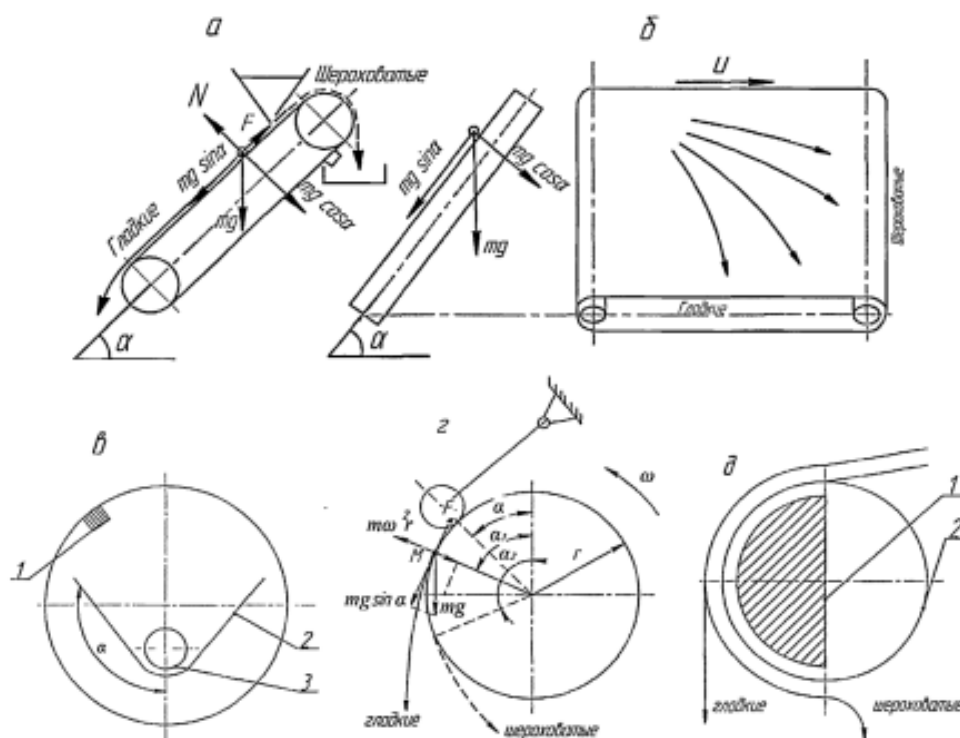 а
Шероховатые
N
F
mg sinα
mg cosα
mg
Гладкие
α
mg sinα
mg cosα
mg
α
б
u
Шероховатые
Гладкие
в
1
α
2
3
г
ω
F
mω²r
M
α
α₁
α₂
r
mg sin α
mg
гладкие
шероховатые
д
1
2
гладкие
шероховатые